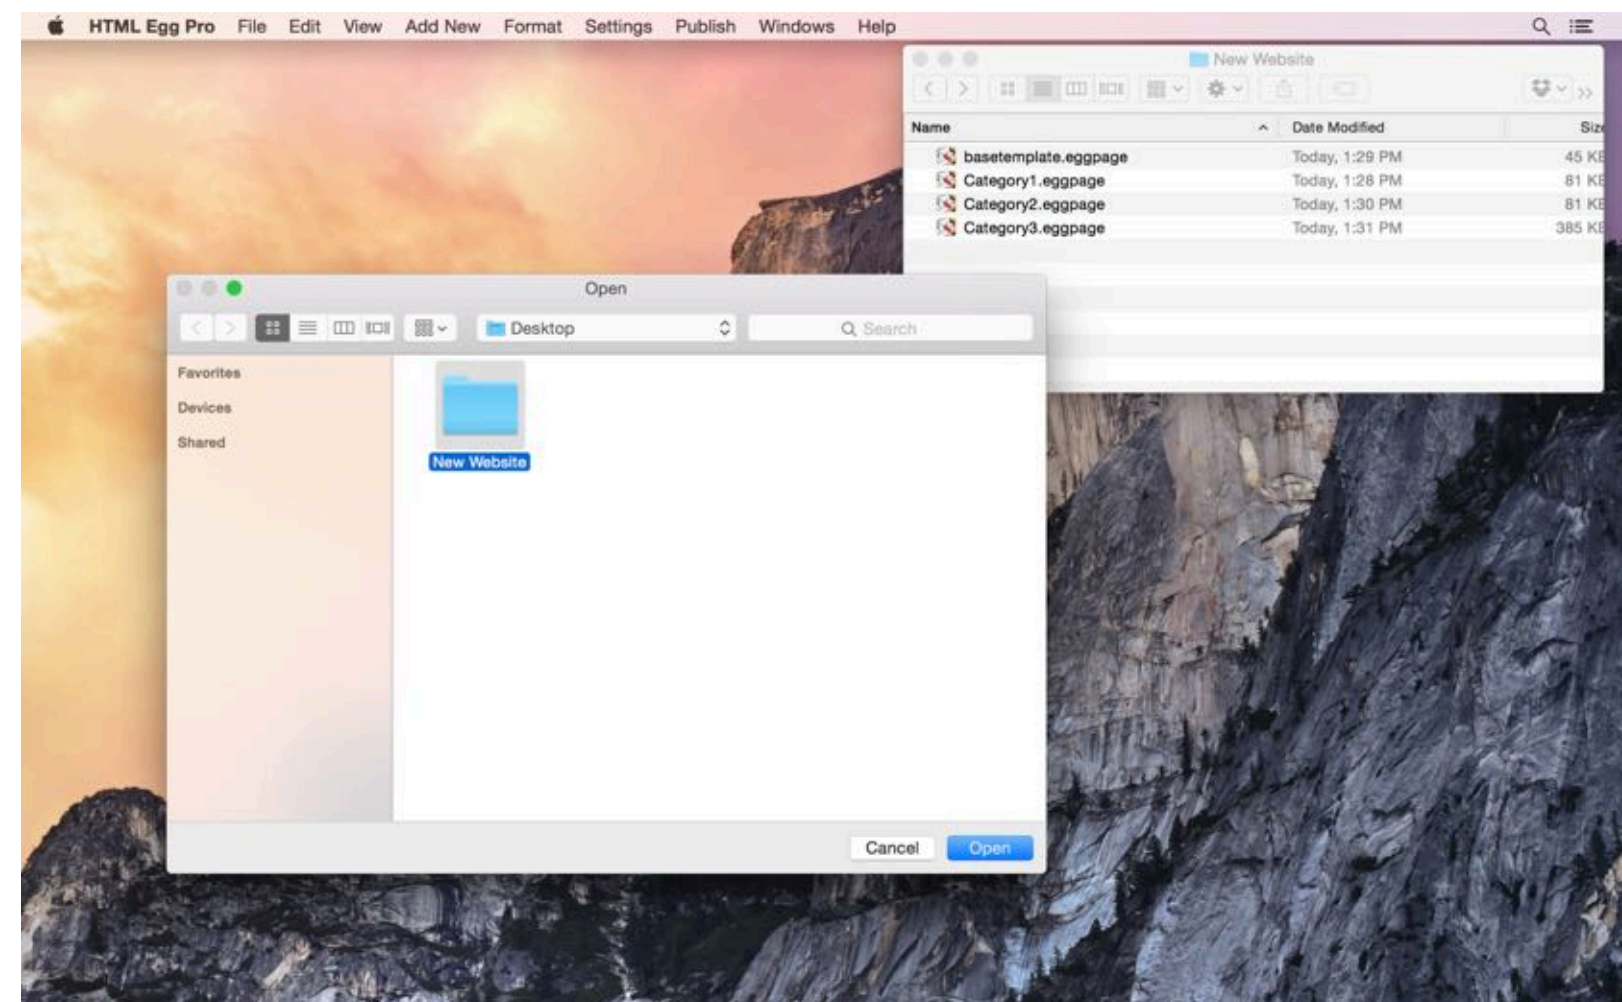 HTML Egg Pro File Edit View Add New Format Settings Publish Windows Help
New Website
Name Date Modified Size
basetemplate.eggpage Today, 1:29 PM 45 KB
Category1.eggpage Today, 1:28 PM 81 KB
Category2.eggpage Today, 1:30 PM 81 KB
Category3.eggpage Today, 1:31 PM 385 KB
Open
Desktop Search
Favorites
Devices
Shared
New Website
Cancel Open